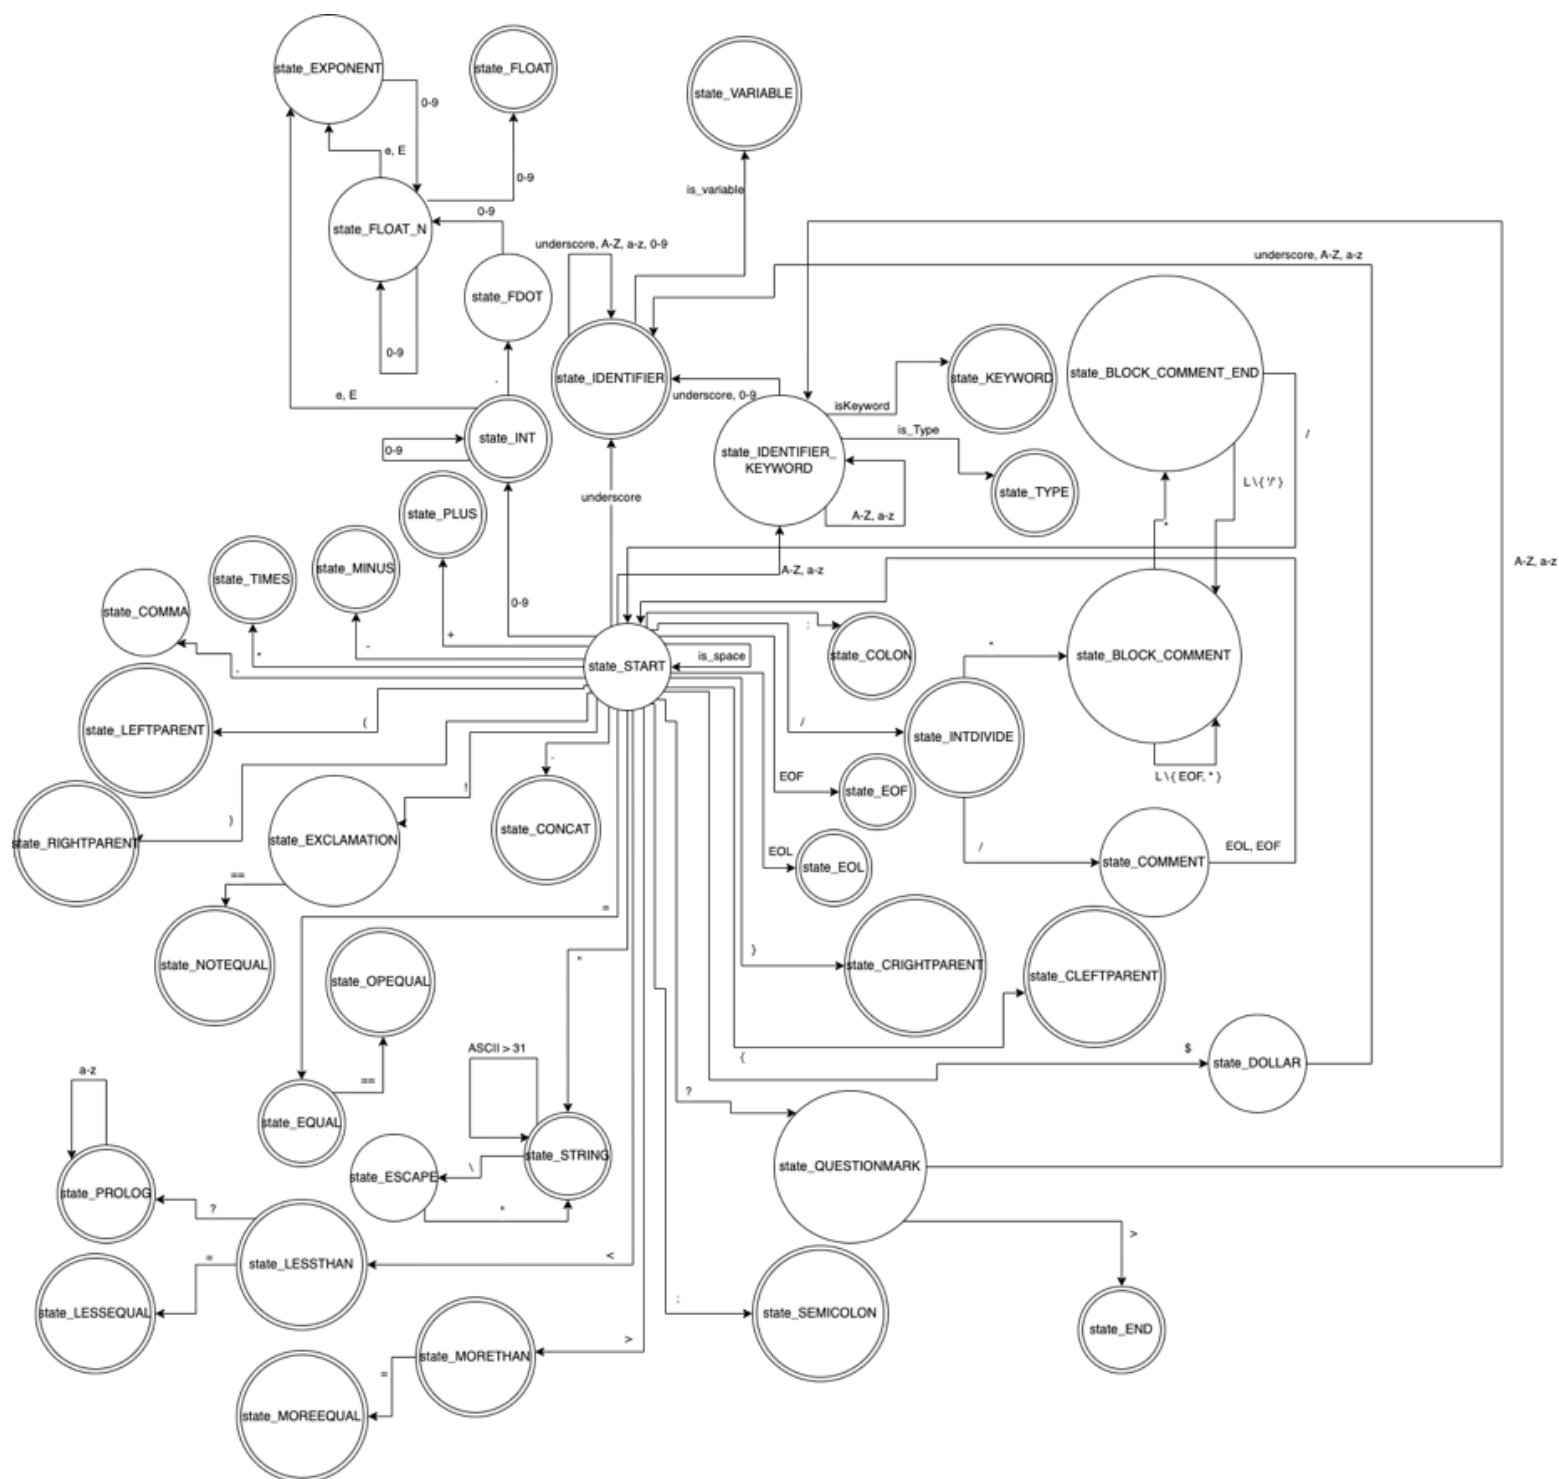 state_EXPONENT
state_FLOAT
state_VARIABLE
0-9
e, E
0-9
is_variable
0-9
state_FLOAT_N
underscore, A-Z, a-z, 0-9
underscore, A-Z, a-z
state_FDOT
0-9
state_IDENTIFIER
state_KEYWORD
state_BLOCK_COMMENT_END
.
e, E
underscore, 0-9
isKeyword
is_Type
/
state_INT
0-9
state_IDENTIFIER_
KEYWORD
L \ { '/' }
state_TYPE
underscore
state_PLUS
A-Z, a-z
*
A-Z, a-z
state_MINUS
state_TIMES
A-Z, a-z
0-9
state_COMMA
+
-
*
,
:
is_space
state_START
state_COLON
*
state_BLOCK_COMMENT
(
state_LEFTPARENT
/
state_INTDIVIDE
.
EOF
state_EOF
L \ { EOF, * }
!
)
state_RIGHTPARENT
state_EXCLAMATION
state_CONCAT
EOL
state_EOL
/
state_COMMENT
EOL, EOF
==
=
}
state_NOTEQUAL
state_OPEQUAL
"
state_CRIGHTPARENT
state_CLEFTPARENT
ASCII > 31
{
$
state_DOLLAR
a-z
==
?
state_EQUAL
state_STRING
\
state_ESCAPE
"
state_QUESTIONMARK
state_PROLOG
?
>
=
state_LESSTHAN
<
state_LESSEQUAL
;
state_SEMICOLON
state_END
>
state_MORETHAN
=
state_MOREEQUAL